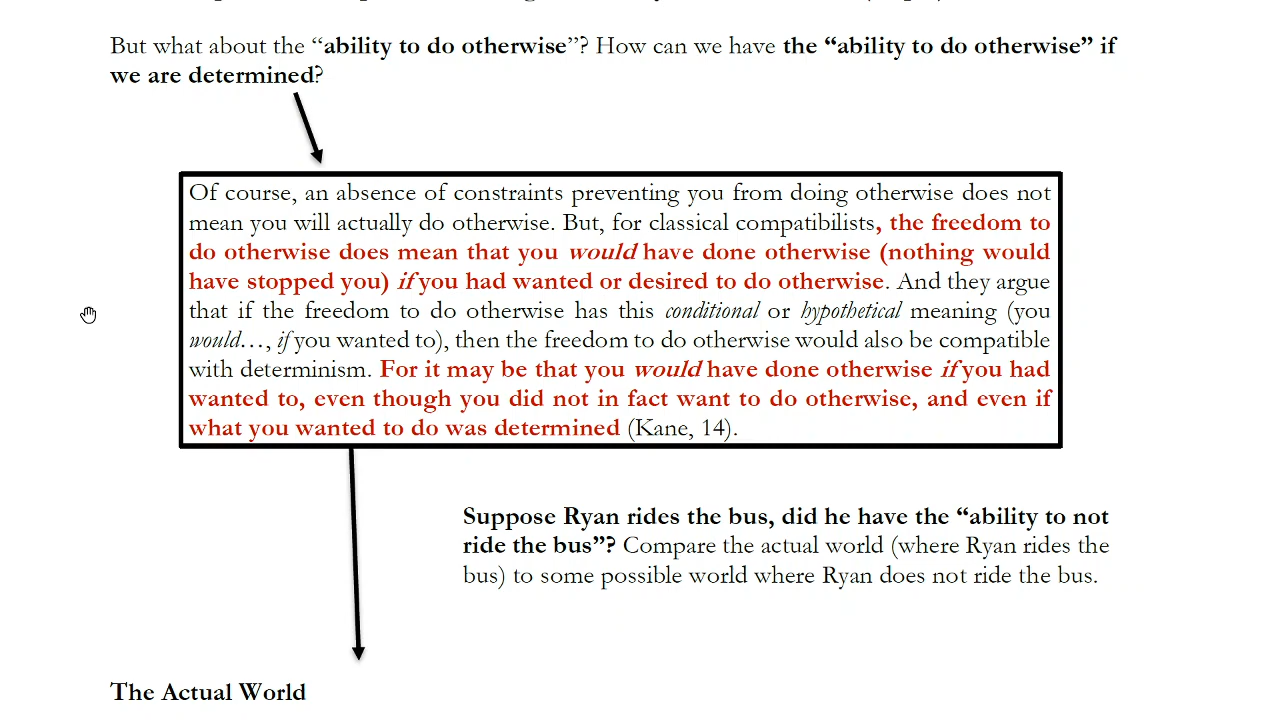 But what about the “ability to do otherwise”? How can we have the “ability to do otherwise” if
we are determined?
Of course, an absence of constraints preventing you from doing otherwise does not
mean you will actually do otherwise. But, for classical compatibilists, the freedom to
do otherwise does mean that you would have done otherwise (nothing would
have stopped you) if you had wanted or desired to do otherwise. And they argue
that if the freedom to do otherwise has this conditional or hypothetical meaning (you
would…, if you wanted to), then the freedom to do otherwise would also be compatible
with determinism. For it may be that you would have done otherwise if you had
wanted to, even though you did not in fact want to do otherwise, and even if
what you wanted to do was determined (Kane, 14).
Suppose Ryan rides the bus, did he have the “ability to not
ride the bus”? Compare the actual world (where Ryan rides the
bus) to some possible world where Ryan does not ride the bus.
The Actual World